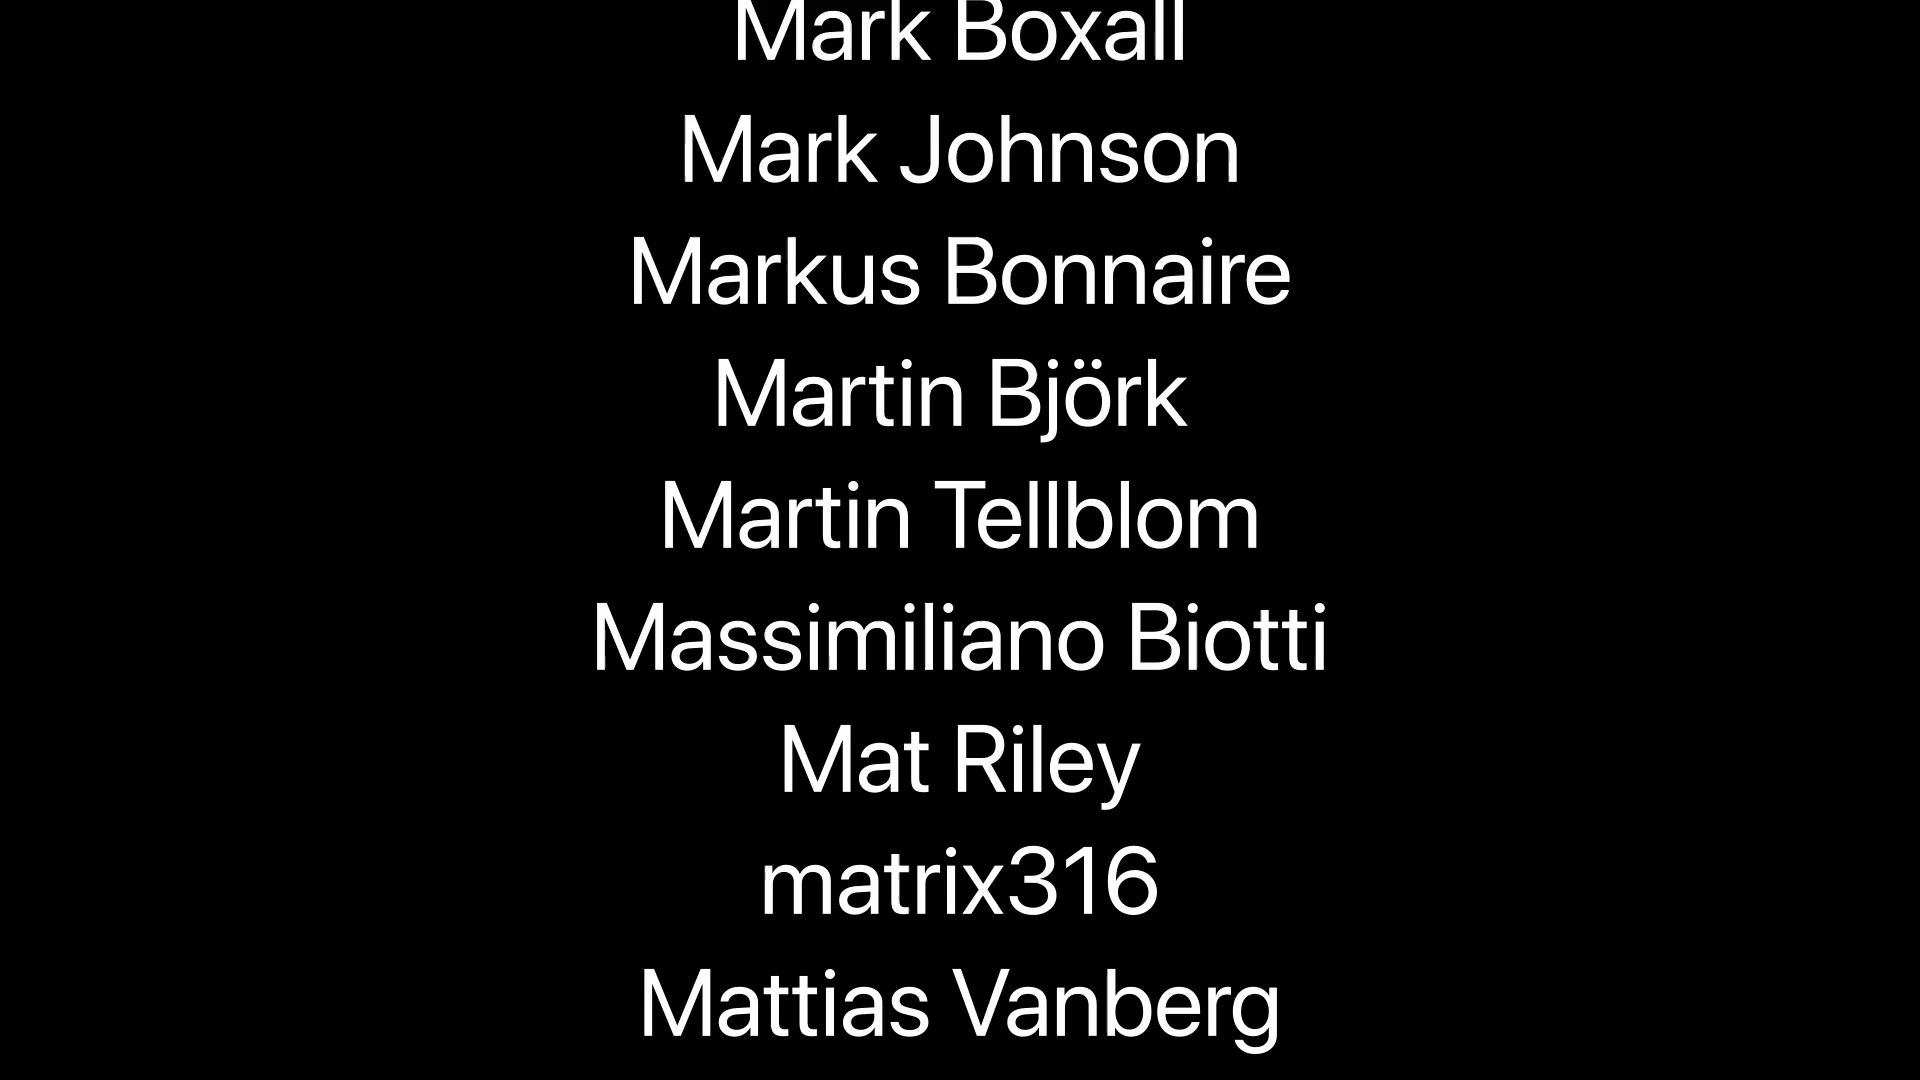 Mark Boxall
Mark Johnson
Markus Bonnaire
Martin Björk
Martin Tellblom
Massimiliano Biotti
Mat Riley
matrix316
Mattias Vanberg